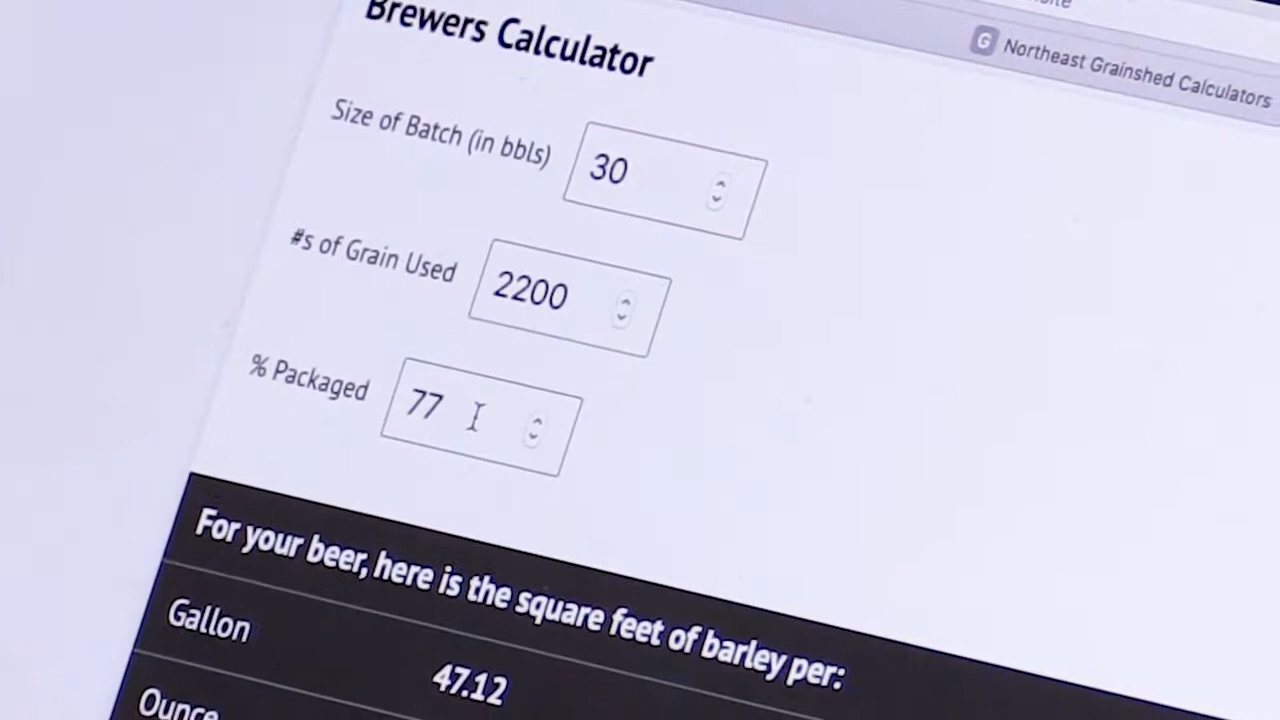 G Northeast Grainshed Calculators
Brewers Calculator
Size of Batch (in bbls) 30
#s of Grain Used 2200
% Packaged 77
For your beer, here is the square feet of barley per:
Gallon 47.12
Ounce